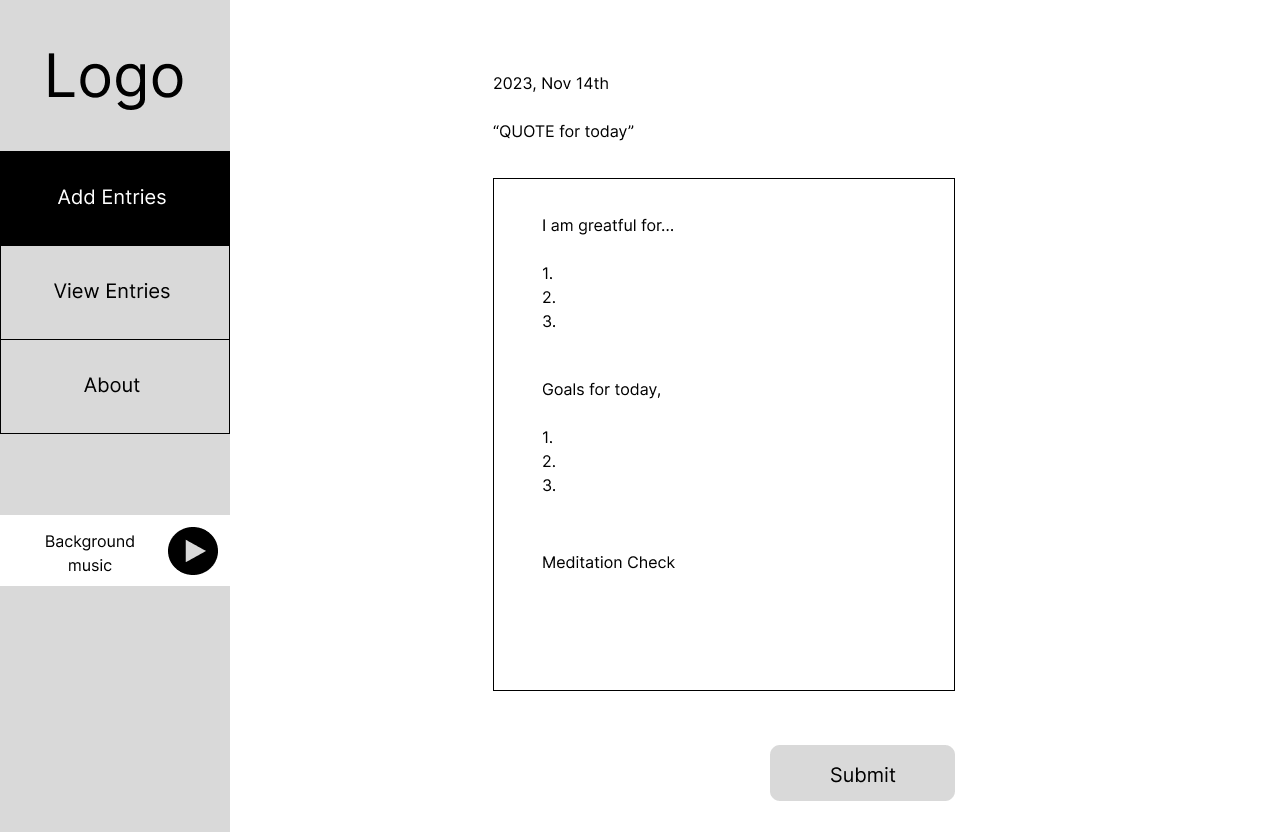 Logo
Add Entries
View Entries
About
Background
music
2023, Nov 14th
“QUOTE for today”
I am greatful for...
1.
2.
3.
Goals for today,
1.
2.
3.
Meditation Check
Submit